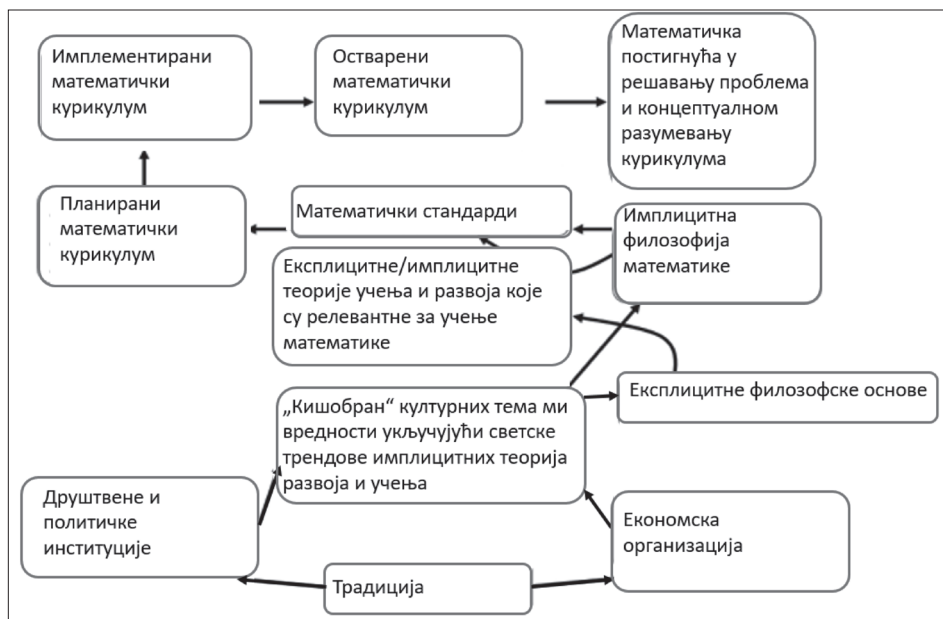 Имплементирани
математички
курикулум
Остварени
математички
курикулум
Математичка
постигнућа у
решавању проблема
и концептуалном
разумевању
курикулума
Планирани
математички
курикулум
Математички стандарди
Имплицитна
филозофија
математике
Експлицитне/имплицитне
теорије учења и развоја које
су релевантне за учење
математике
Експлицитне филозофске основе
„Кишобран“ културних тема ми
вредности укључујући светске
трендове имплицитних теорија
развоја и учења
Друштвене и
политичке
институције
Економска
организација
Традиција